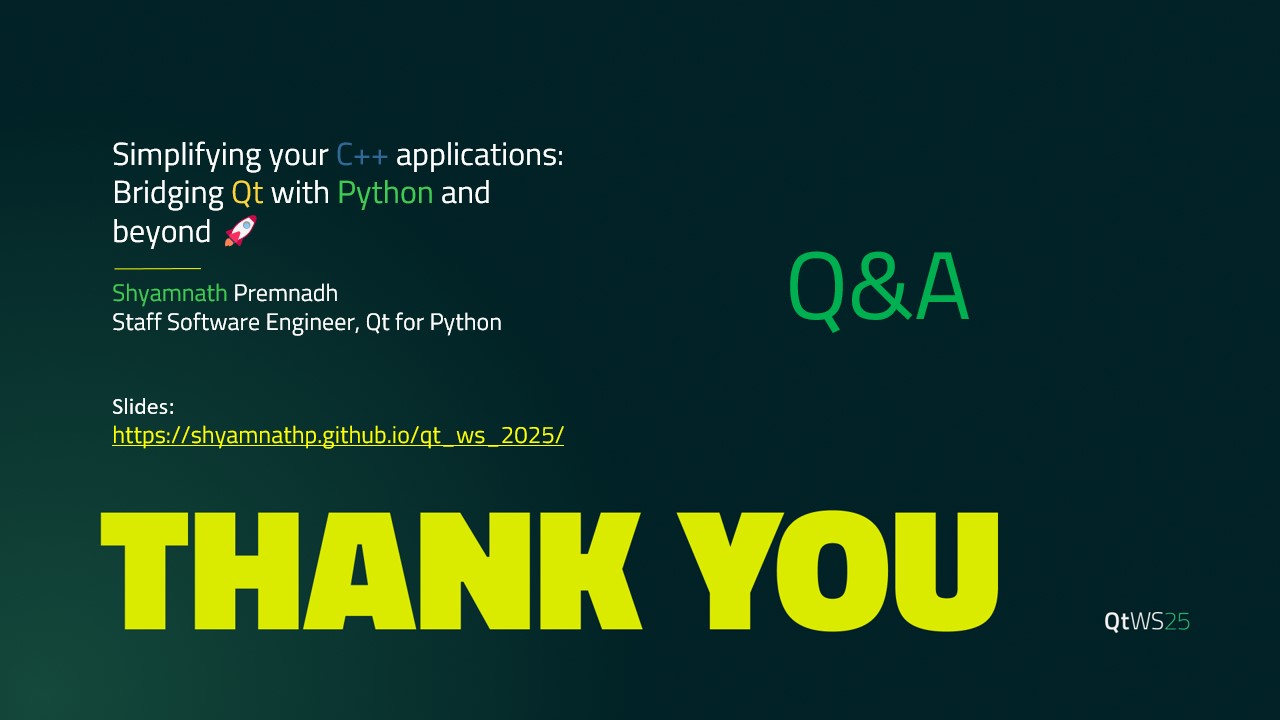 Simplifying your C++ applications:
Bridging Qt with Python and
beyond 🚀
Shyamnath Premnadh
Staff Software Engineer, Qt for Python
Q&A
Slides:
https://shyamnathp.github.io/qt_ws_2025/
THANK YOU
QtWS25